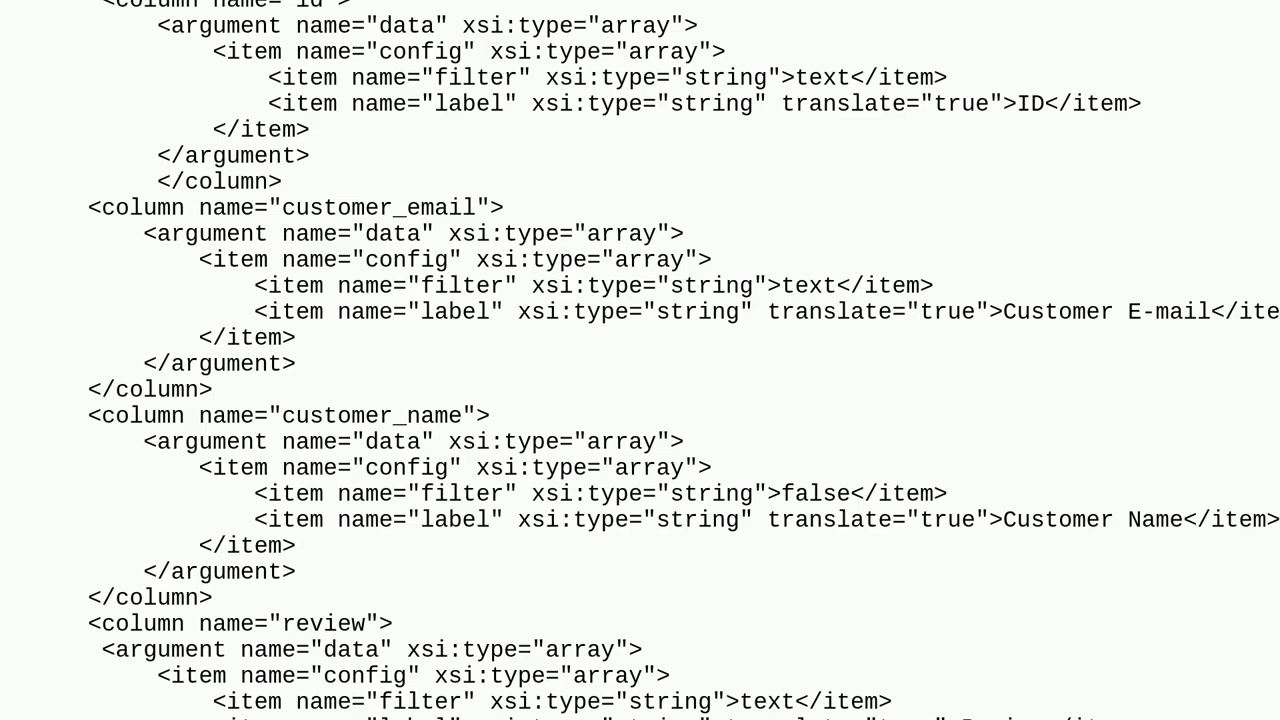 <column name="id">
<argument name="data" xsi:type="array">
<item name="config" xsi:type="array">
<item name="filter" xsi:type="string">text</item>
<item name="label" xsi:type="string" translate="true">ID</item>
</item>
</argument>
</column>
<column name="customer_email">
<argument name="data" xsi:type="array">
<item name="config" xsi:type="array">
<item name="filter" xsi:type="string">text</item>
<item name="label" xsi:type="string" translate="true">Customer E-mail</ite
</item>
</argument>
</column>
<column name="customer_name">
<argument name="data" xsi:type="array">
<item name="config" xsi:type="array">
<item name="filter" xsi:type="string">false</item>
<item name="label" xsi:type="string" translate="true">Customer Name</item>
</item>
</argument>
</column>
<column name="review">
<argument name="data" xsi:type="array">
<item name="config" xsi:type="array">
<item name="filter" xsi:type="string">text</item>